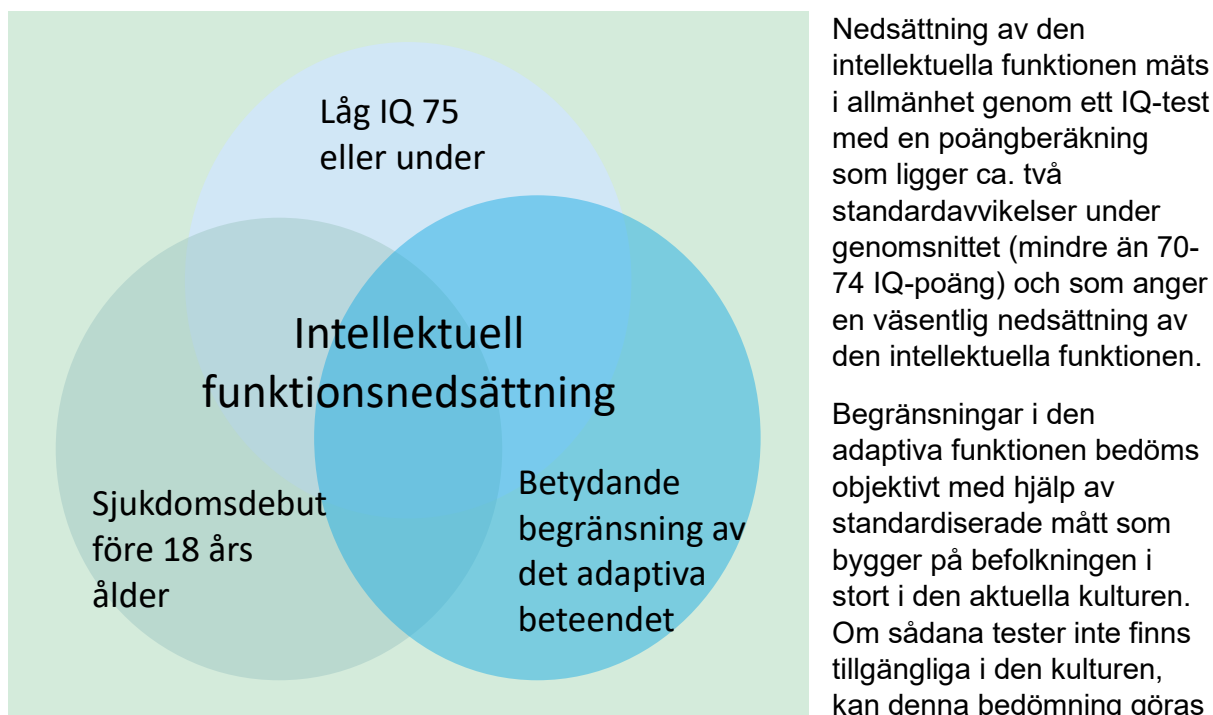 Låg IQ 75
eller under
Intellektuell
funktionsnedsättning
Sjukdomsdebut
före 18 års
ålder
Betydande
begränsning av
det adaptiva
beteendet
Nedsättning av den
intellektuella funktionen mäts
i allmänhet genom ett IQ-test
med en poängberäkning
som ligger ca. två
standardavvikelser under
genomsnittet (mindre än 70-
74 IQ-poäng) och som anger
en väsentlig nedsättning av
den intellektuella funktionen.
Begränsningar i den
adaptiva funktionen bedöms
objektivt med hjälp av
standardiserade mått som
bygger på befolkningen i
stort i den aktuella kulturen.
Om sådana tester inte finns
tillgängliga i den kulturen,
kan denna bedömning göras